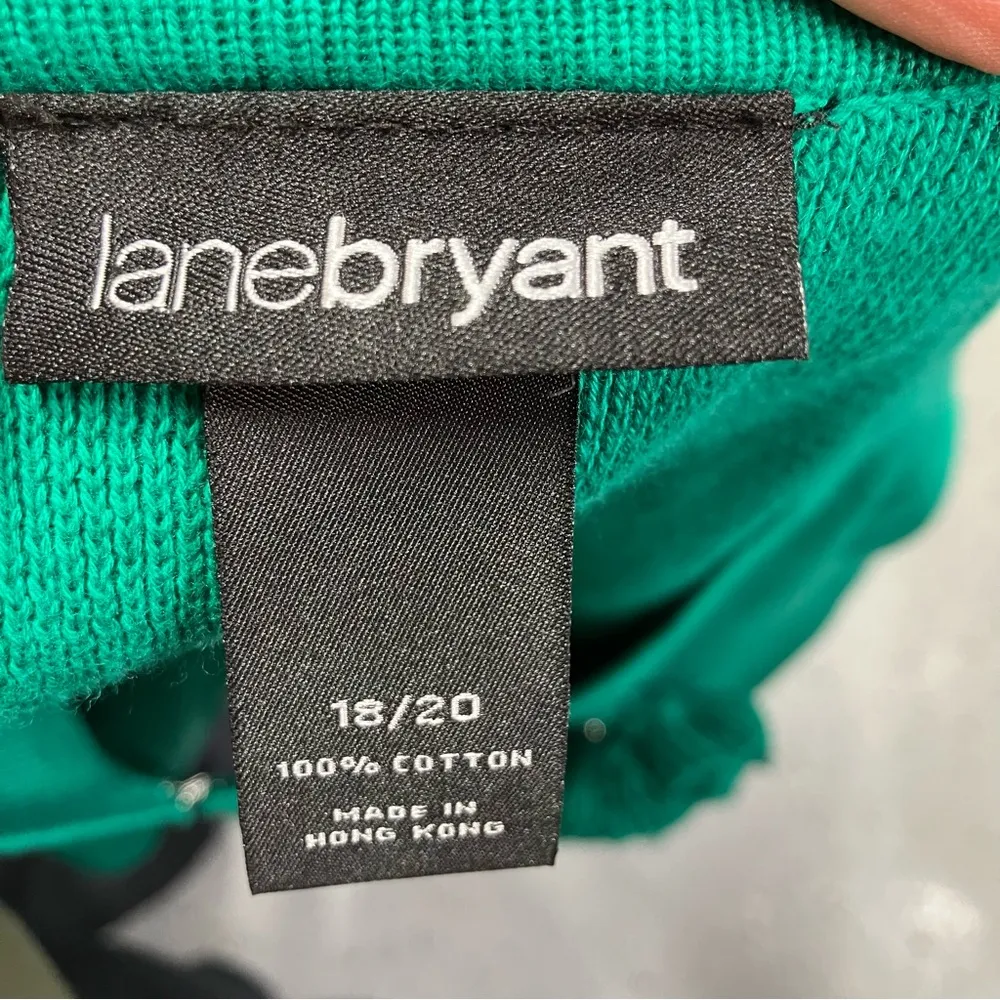 lanebryant
18/20
100% COTTON
MADE IN
HONG KONG